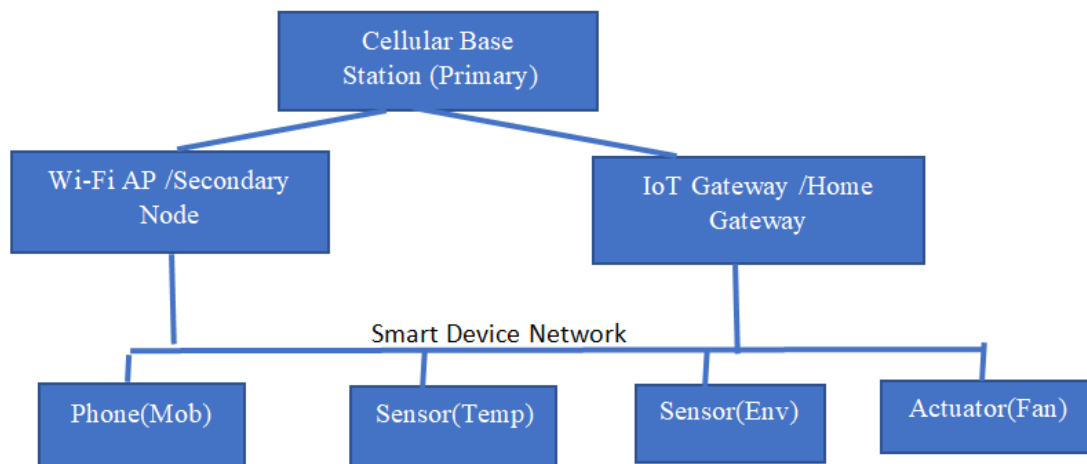 Cellular Base
Station (Primary)
Wi-Fi AP /Secondary
Node
IoT Gateway /Home
Gateway
Smart Device Network
Phone(Mob)
Sensor(Temp)
Sensor(Env)
Actuator(Fan)